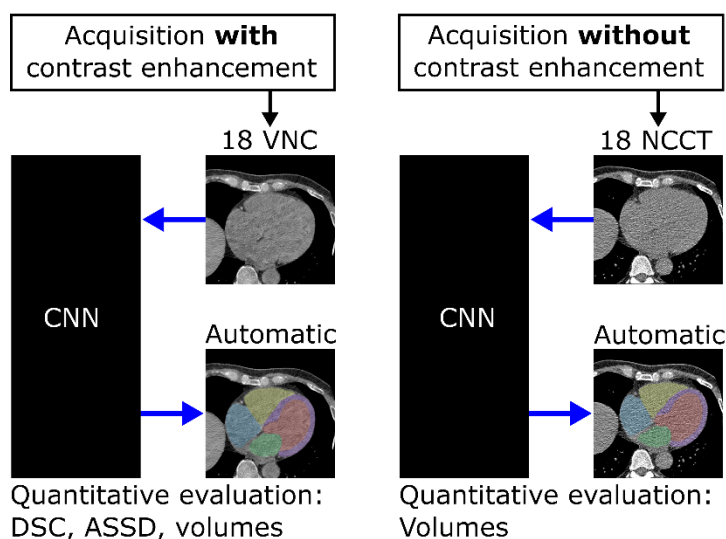 Acquisition with
contrast enhancement
18 VNC
CNN
Automatic
Quantitative evaluation:
DSC, ASSD, volumes
Acquisition without
contrast enhancement
18 NCCT
CNN
Automatic
Quantitative evaluation:
Volumes